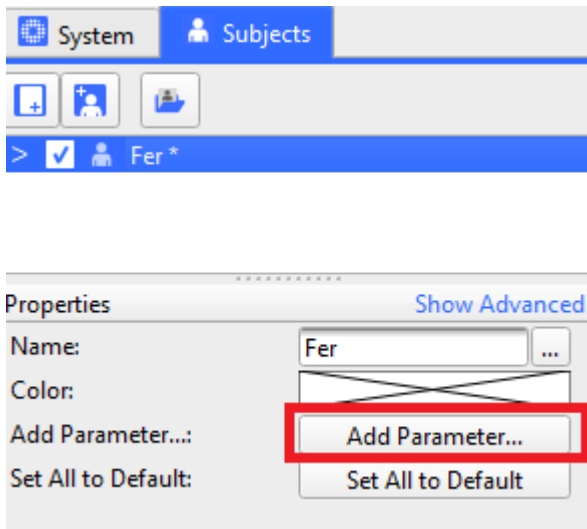 System Subjects
> Fer *
Properties Show Advanced
Name: Fer ...
Color:
Add Parameter...: Add Parameter...
Set All to Default: Set All to Default